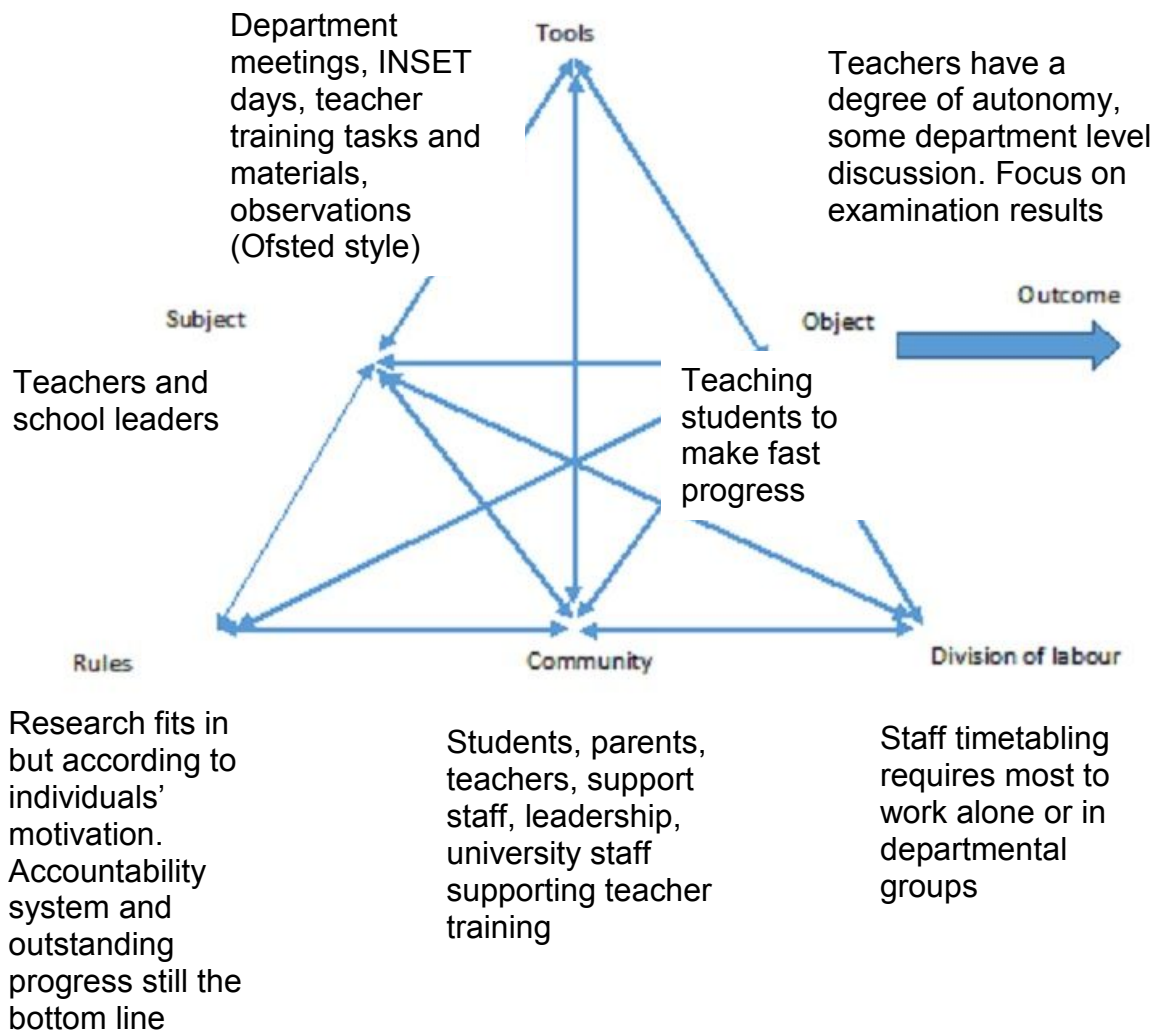 Department
meetings, INSET
days, teacher
training tasks and
materials,
observations
(Ofsted style)
Tools
Teachers have a
degree of autonomy,
some department level
discussion. Focus on
examination results
Subject
Object
Outcome
Teachers and
school leaders
Teaching
students to
make fast
progress
Rules
Community
Division of labour
Research fits in
but according to
individuals’
motivation.
Accountability
system and
outstanding
progress still the
bottom line
Students, parents,
teachers, support
staff, leadership,
university staff
supporting teacher
training
Staff timetabling
requires most to
work alone or in
departmental
groups